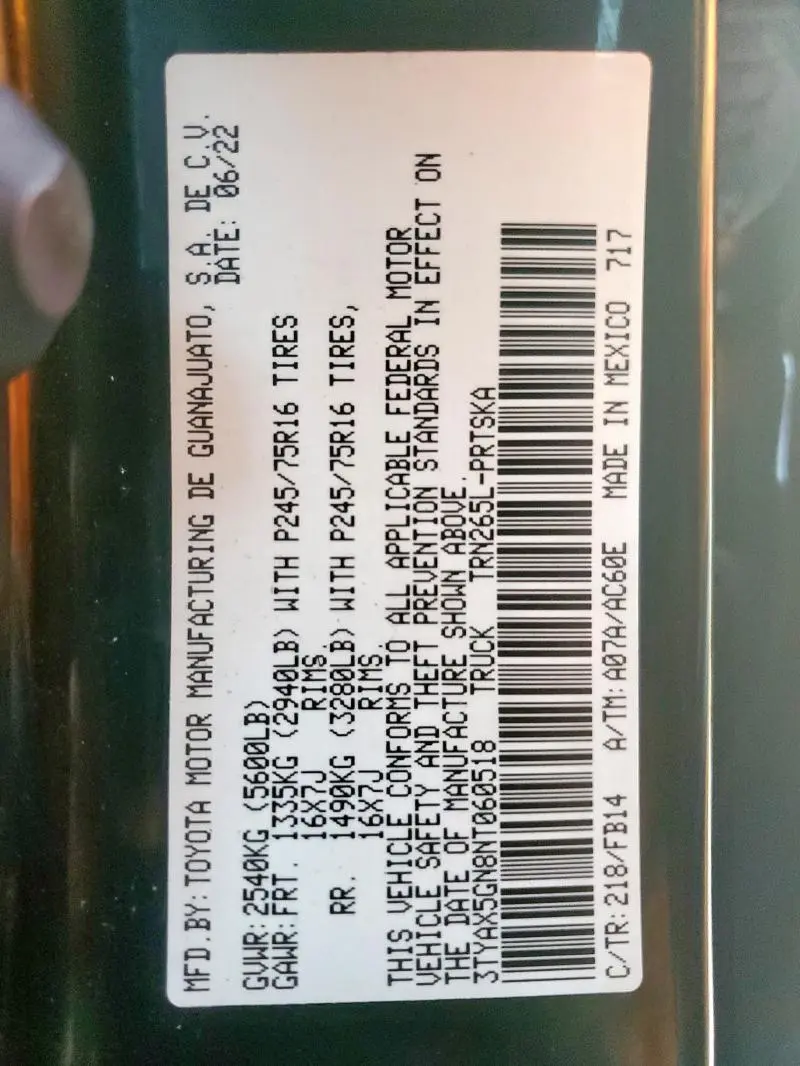 MFD.BY:TOYOTA MOTOR MANUFACTURING DE GUANAJUATO, S.A. DE C.V.
DATE: 06/22
GVWR:2540KG (5600LB)
GAWR:FRT. 1335KG (2940LB) WITH P245/75R16 TIRES
16X7J RIMS.
RR. 1490KG (3280LB) WITH P245/75R16 TIRES,
16X7J RIMS.
THIS VEHICLE CONFORMS TO ALL APPLICABLE FEDERAL MOTOR
VEHICLE SAFETY AND THEFT PREVENTION STANDARDS IN EFFECT ON
THE DATE OF MANUFACTURE SHOWN ABOVE.
3TYAX5GN8NT060518 TRUCK TRN265L-PRTSKA
C/TR:218/FB14 A/TM:A07A/AC60E MADE IN MEXICO 717